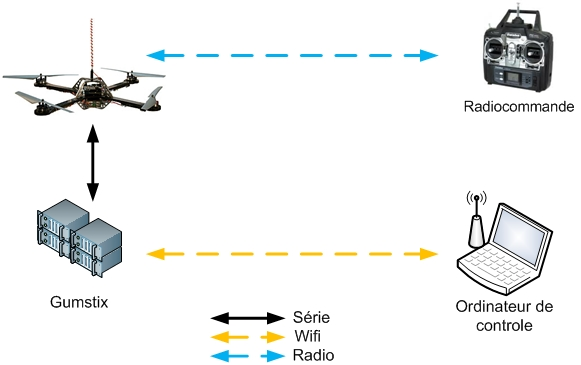 Radiocommande
Gumstix
Ordinateur de
controle
Série
Wifi
Radio